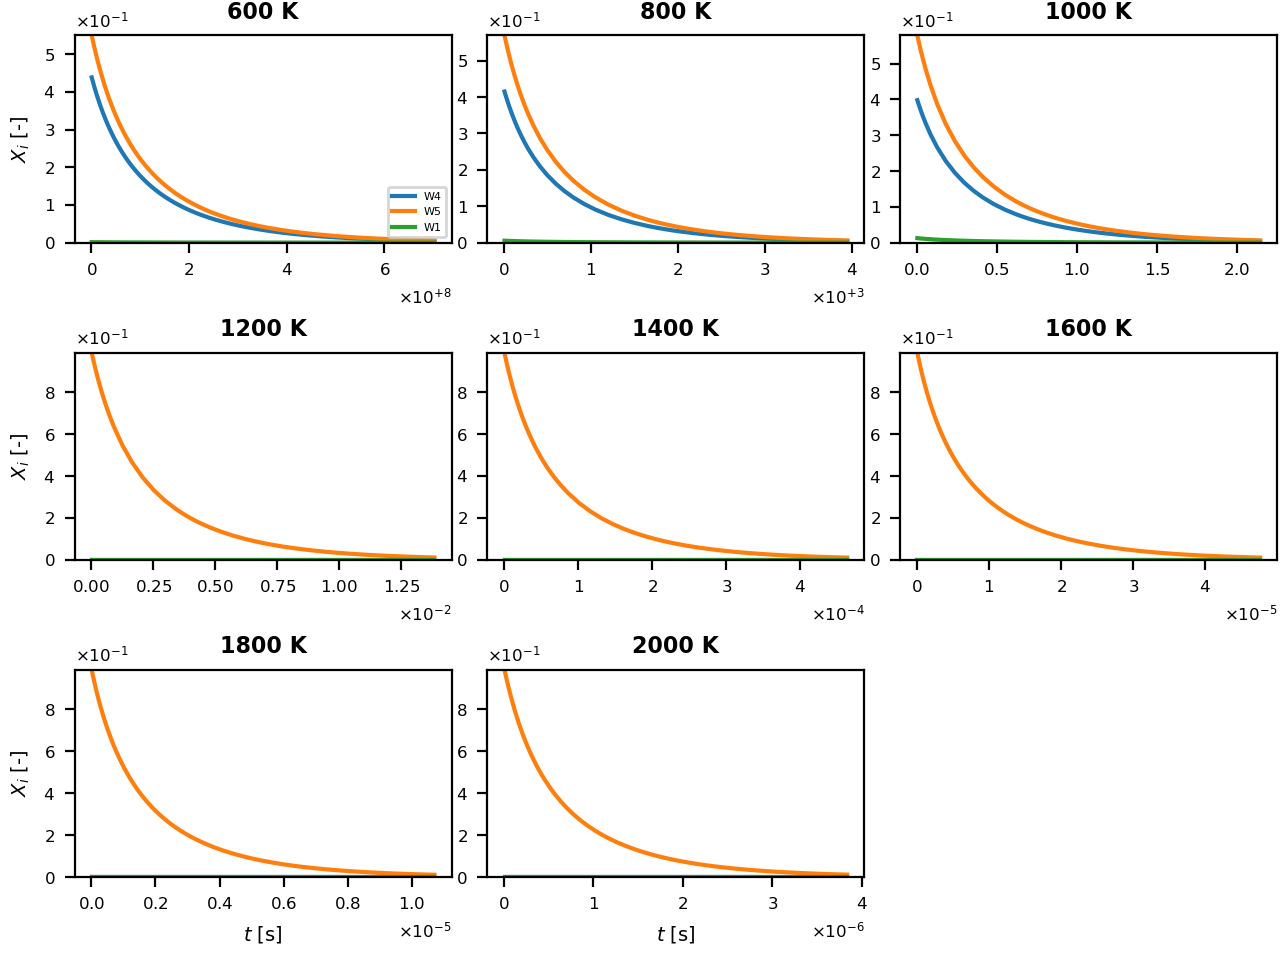 600 K 800 K 1000 K
×10⁻¹ ×10⁻¹ ×10⁻¹
5 5 5
4 4 4
3 3 3
2 2 2
1 1 1
0 0 0
X_i [-]
W4
W5
W1
0 2 4 6 0 1 2 3 4 0.0 0.5 1.0 1.5 2.0
×10⁺⁸ ×10⁺³
1200 K 1400 K 1600 K
×10⁻¹ ×10⁻¹ ×10⁻¹
8 8 8
6 6 6
4 4 4
2 2 2
0 0 0
X_i [-]
0.00 0.25 0.50 0.75 1.00 1.25 0 1 2 3 4 0 1 2 3 4
×10⁻² ×10⁻⁴ ×10⁻⁵
1800 K 2000 K
×10⁻¹ ×10⁻¹
8 8
6 6
4 4
2 2
0 0
X_i [-]
0.0 0.2 0.4 0.6 0.8 1.0 0 1 2 3 4
t [s] ×10⁻⁵ t [s] ×10⁻⁶